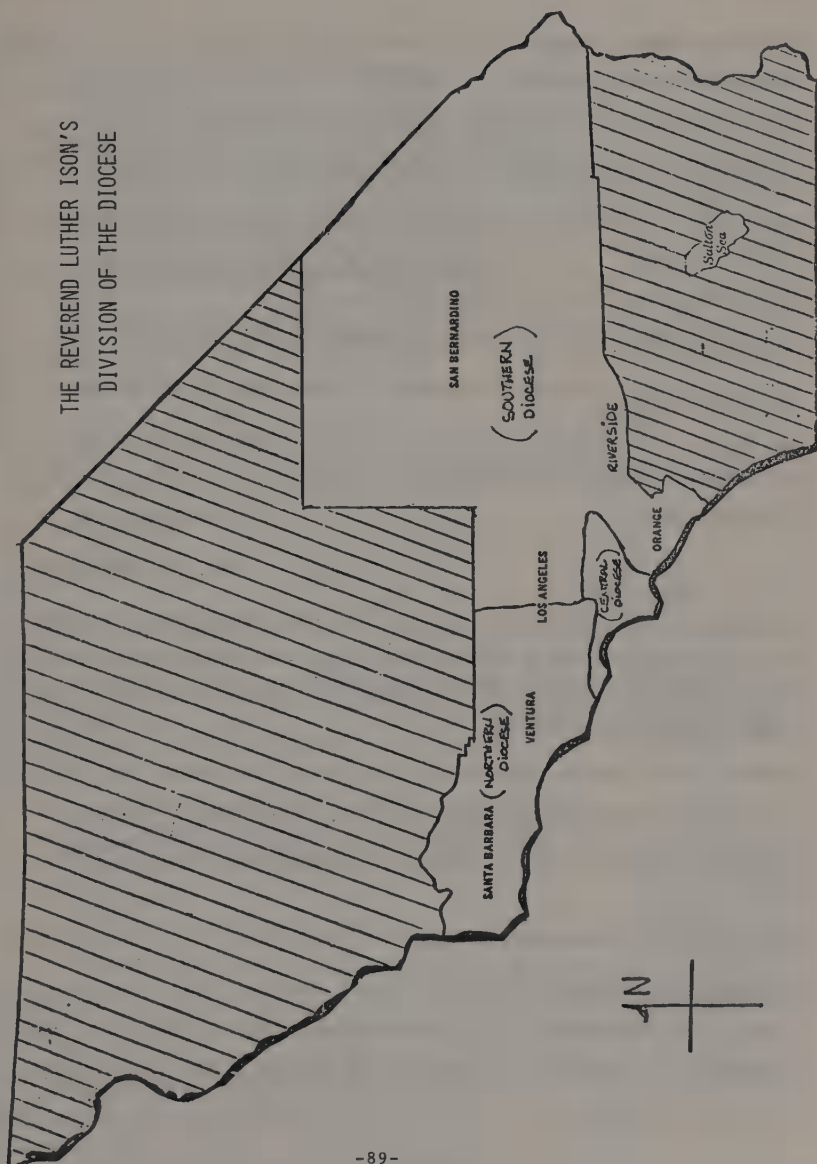 THE REVEREND LUTHER ISON'S
DIVISION OF THE DIOCESE
SAN BERNARDINO
(SOUTHERN
DIOCESE)
Salton
Sea
RIVERSIDE
ORANGE
LOS ANGELES
(CENTRAL
DIOCESE)
VENTURA
SANTA BARBARA (NORTHERN
DIOCESE)
N
-89-